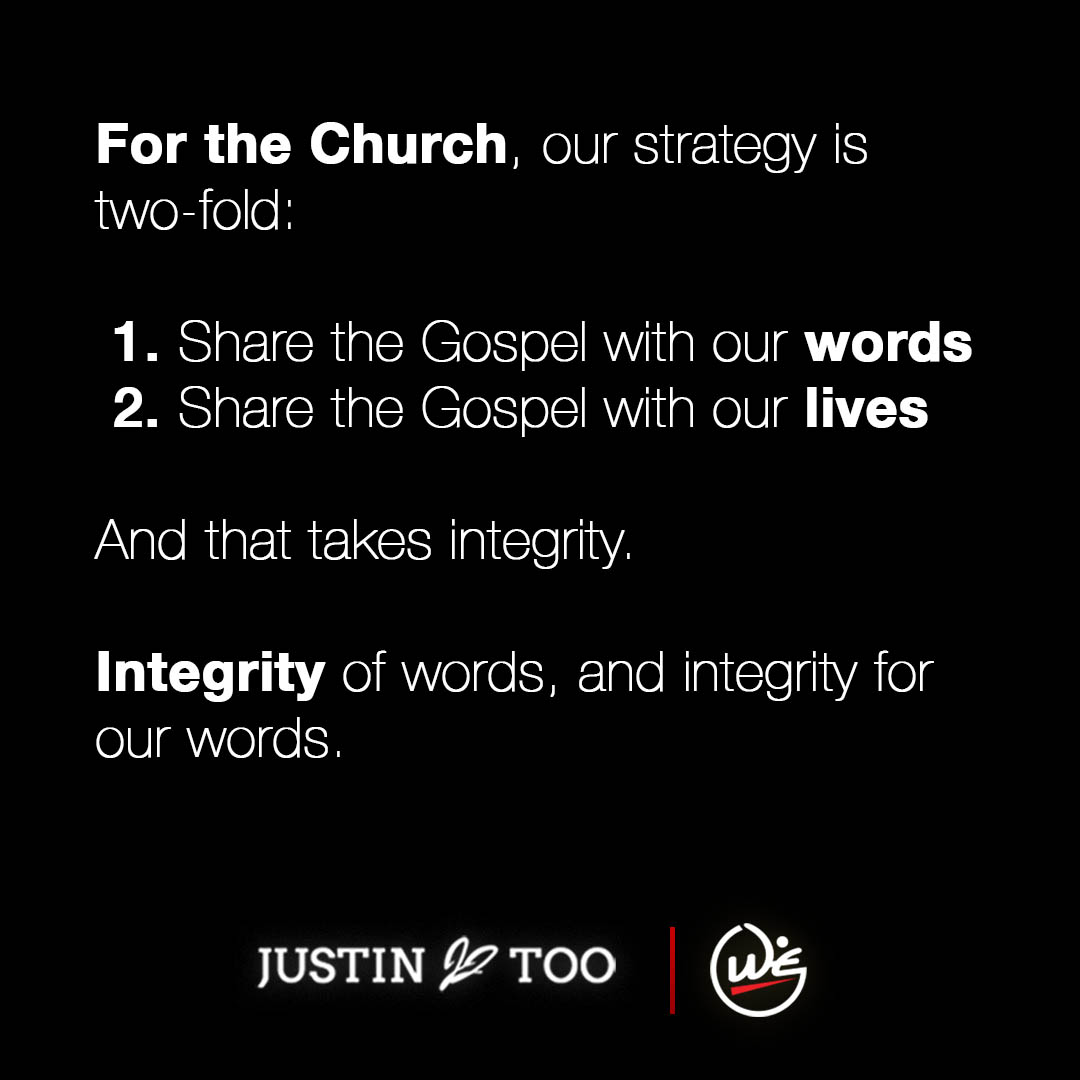 For the Church, our strategy is
two-fold:
1. Share the Gospel with our words
2. Share the Gospel with our lives
And that takes integrity.
Integrity of words, and integrity for
our words.
JUSTIN TOO
WE